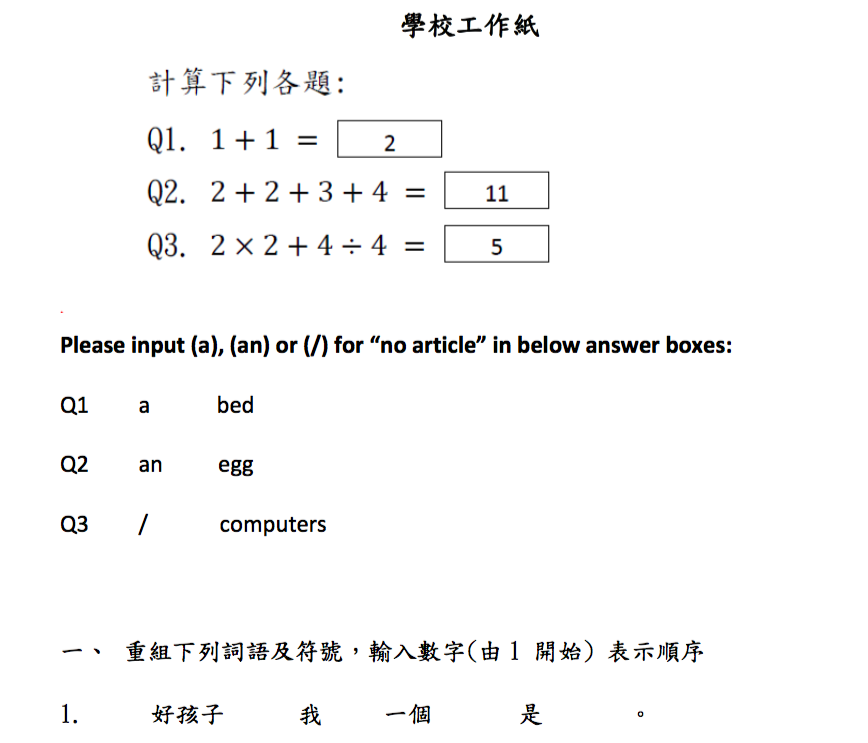 學校工作紙
計算下列各題:
Q1. 1 + 1 = 2
Q2. 2 + 2 + 3 + 4 = 11
Q3. 2 × 2 + 4 ÷ 4 = 5
Please input (a), (an) or (/) for “no article” in below answer boxes:
Q1 a bed
Q2 an egg
Q3 / computers
一、 重組下列詞語及符號，輸入數字(由 1 開始) 表示順序
1. 好孩子 我 一個 是 。